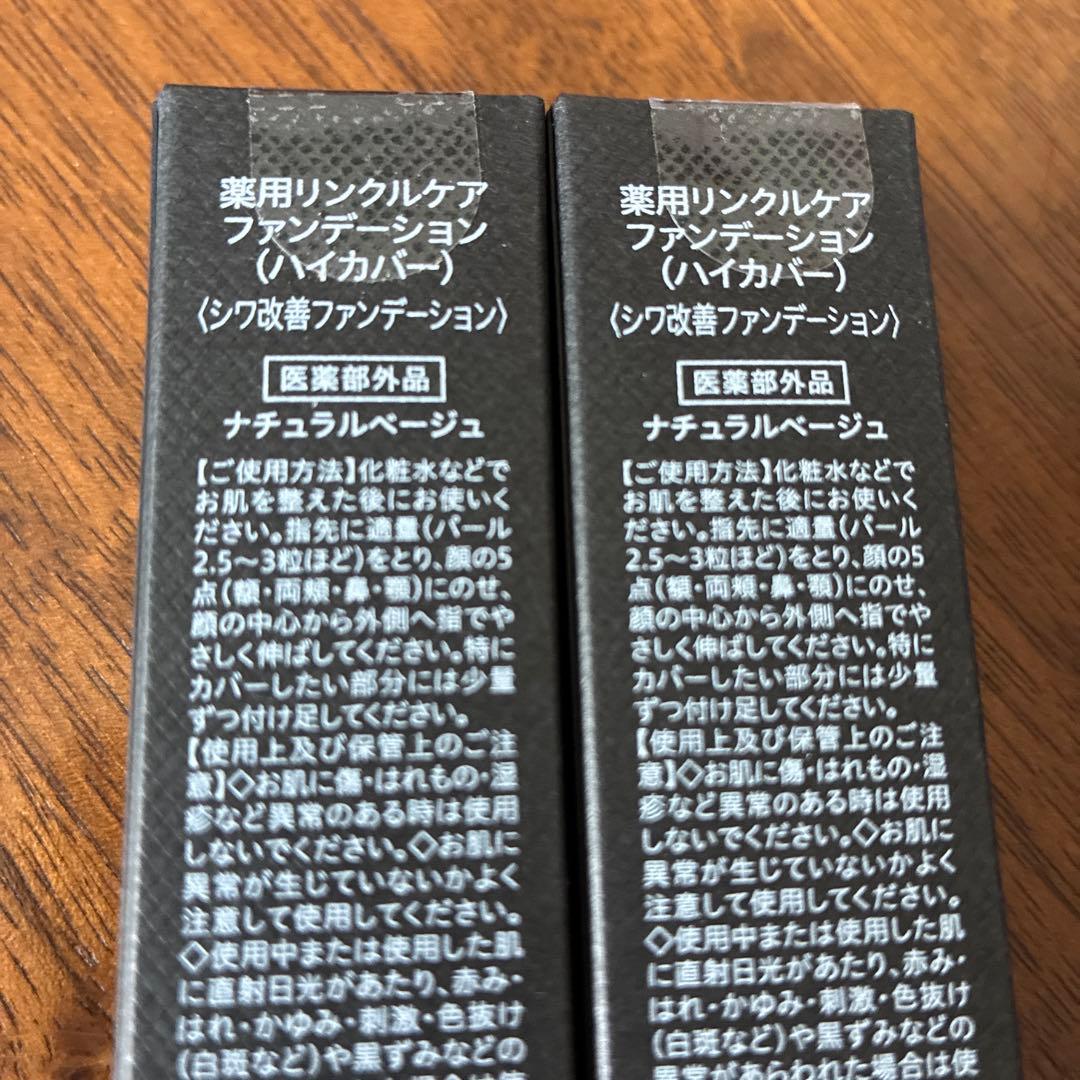 薬用リンクルケア
ファンデーション
(ハイカバー)
〈シワ改善ファンデーション〉
医薬部外品
ナチュラルベージュ
【ご使用方法】化粧水などで
お肌を整えた後にお使いく
ださい。指先に適量(パール
2.5～3粒ほど)をとり、顔の5
点(額・両頬・鼻・顎)にのせ、
顔の中心から外側へ指でや
さしく伸ばしてください。特に
カバーしたい部分には少量
ずつ付け足してください。
【使用上及び保管上のご注
意】◇お肌に傷・はれもの・湿
疹など異常のある時は使用
しないでください。◇お肌に
異常が生じていないかよく
注意して使用してください。
◇使用中または使用した肌
に直射日光があたり、赤み・
はれ・かゆみ・刺激・色抜け
(白斑など)や黒ずみなどの
薬用リンクルケア
ファンデーション
(ハイカバー)
〈シワ改善ファンデーション〉
医薬部外品
ナチュラルベージュ
【ご使用方法】化粧水などで
お肌を整えた後にお使いく
ださい。指先に適量(パール
2.5～3粒ほど)をとり、顔の5
点(額・両頬・鼻・顎)にのせ、
顔の中心から外側へ指でや
さしく伸ばしてください。特に
カバーしたい部分には少量
ずつ付け足してください。
【使用上及び保管上のご注
意】◇お肌に傷・はれもの・湿
疹など異常のある時は使用
しないでください。◇お肌に
異常が生じていないかよく
注意して使用してください。
◇使用中または使用した肌
に直射日光があたり、赤み・
はれ・かゆみ・刺激・色抜け
(白斑など)や黒ずみなどの
異常があらわれた場合は使